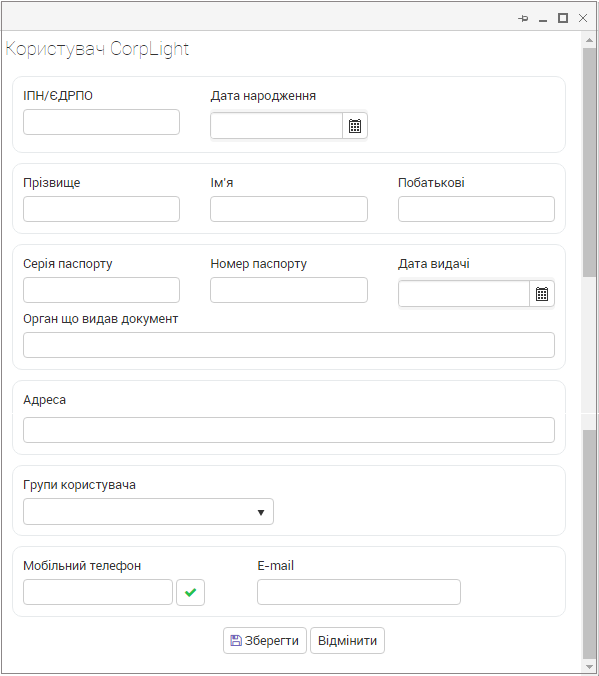 Користувач CorpLight
ІПН/ЄДРПО Дата народження
Прізвище Ім'я Побатькові
Серія паспорту Номер паспорту Дата видачі
Орган що видав документ
Адреса
Групи користувача
Мобільний телефон E-mail
Зберегти Відмінити